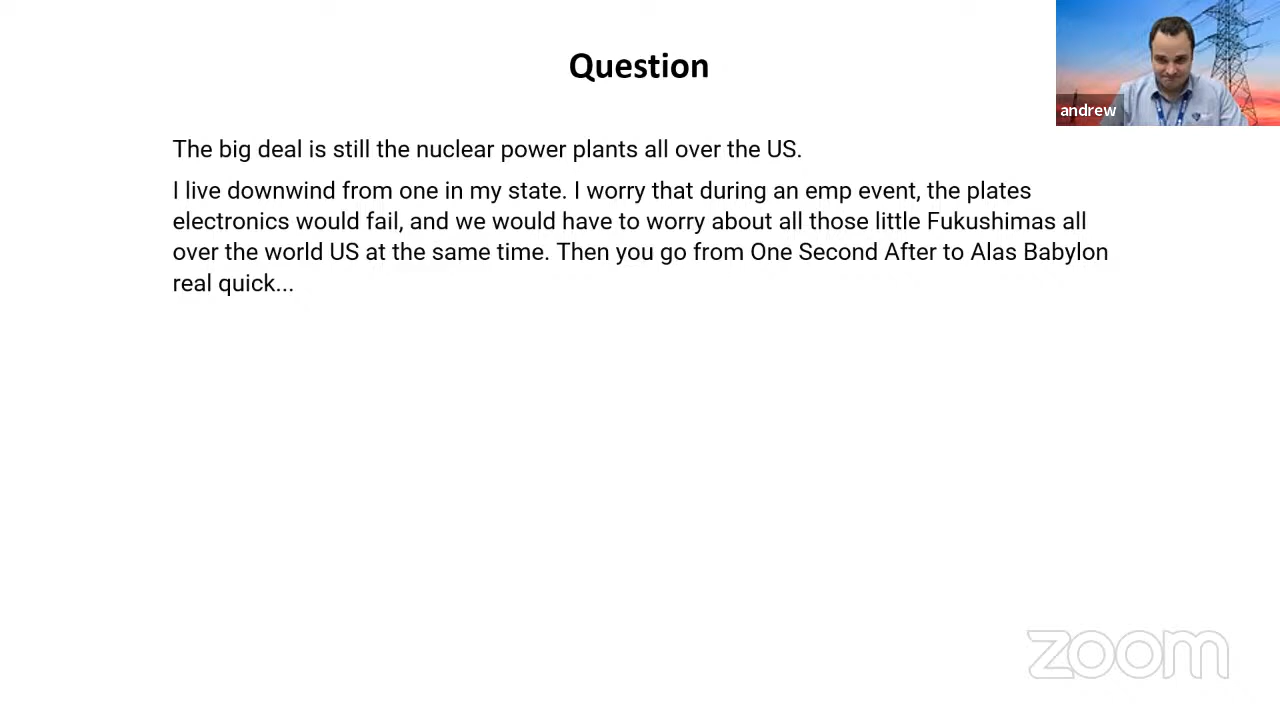 Question
andrew
The big deal is still the nuclear power plants all over the US.
I live downwind from one in my state. I worry that during an emp event, the plates
electronics would fail, and we would have to worry about all those little Fukushimas all
over the world US at the same time. Then you go from One Second After to Alas Babylon
real quick...
zoom